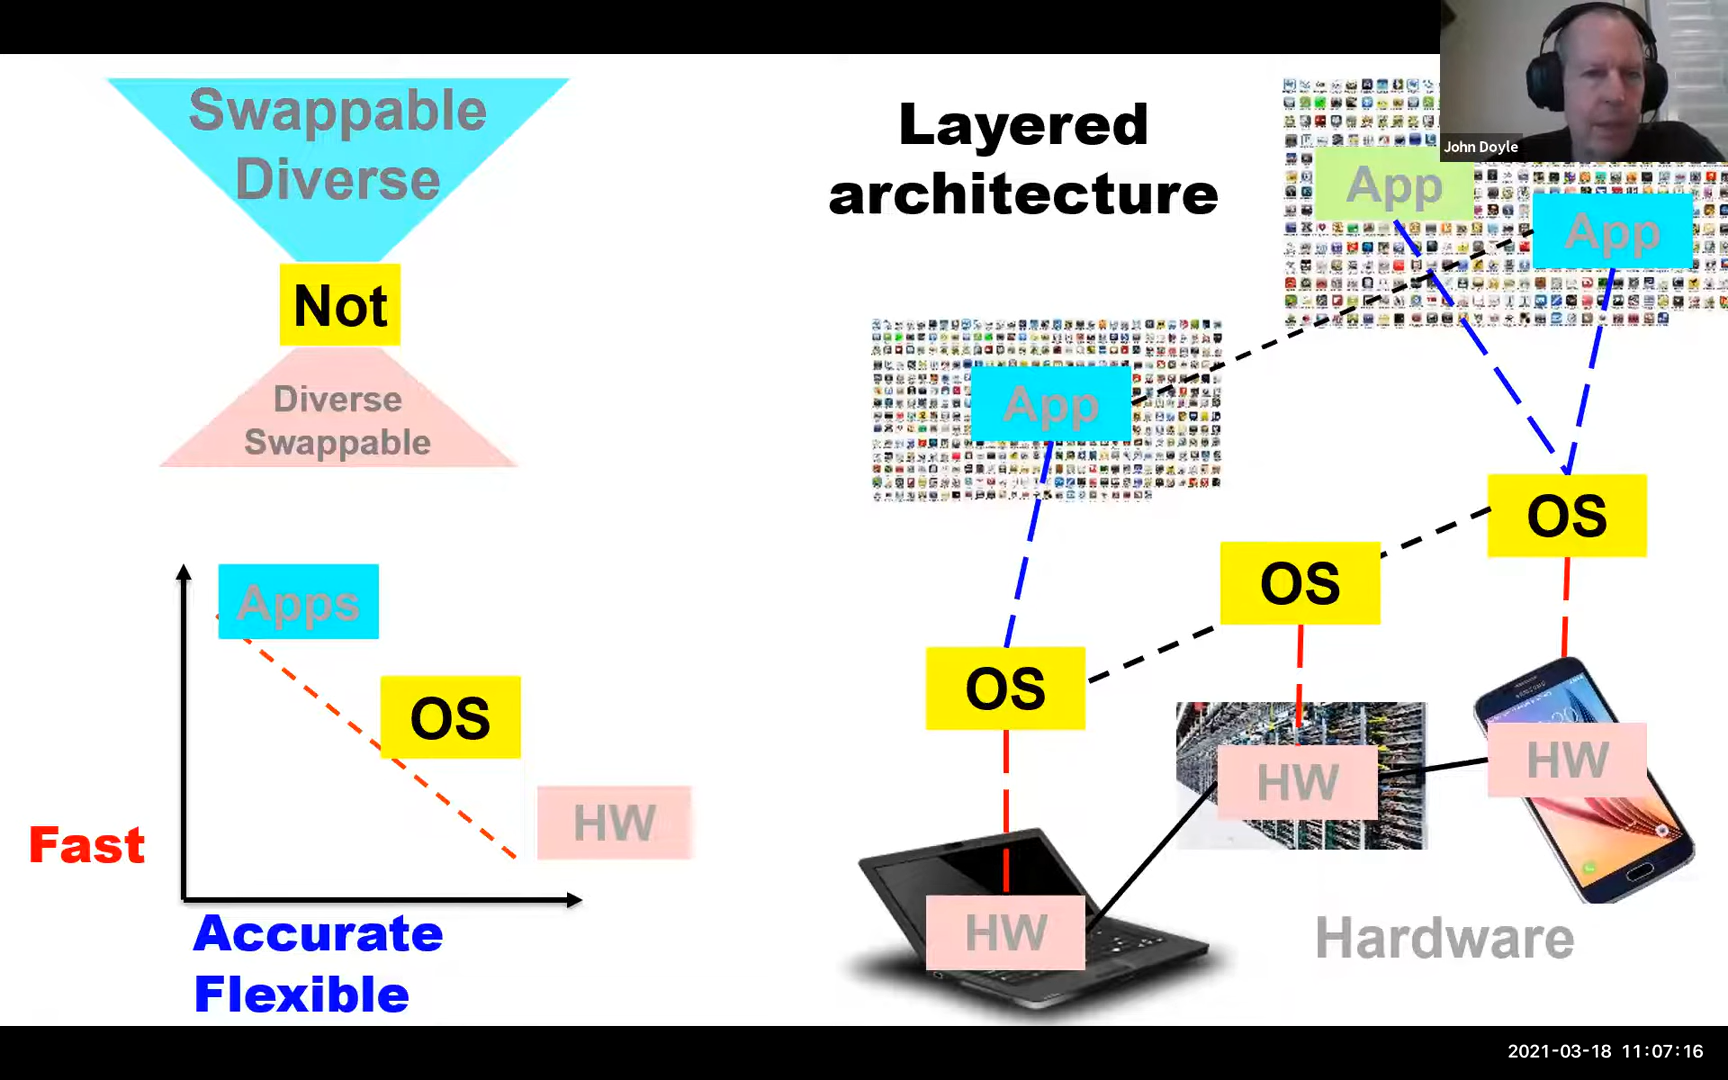 Swappable
Diverse
Not
Diverse
Swappable
Layered
architecture
John Doyle
App
App
App
OS
OS
OS
HW
HW
HW
Hardware
Apps
OS
HW
Fast
Accurate
Flexible
2021-03-18 11:07:16